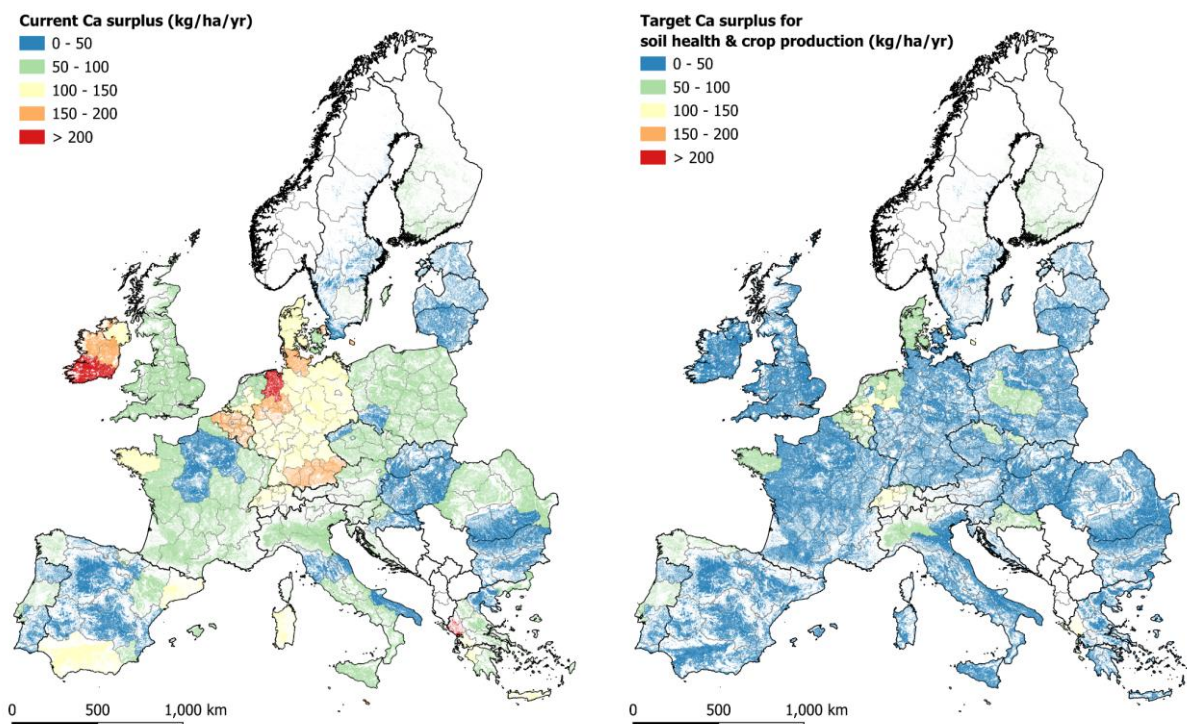 Current Ca surplus (kg/ha/yr)
0 - 50
50 - 100
100 - 150
150 - 200
> 200
0 500 1,000 km
Target Ca surplus for
soil health & crop production (kg/ha/yr)
0 - 50
50 - 100
100 - 150
150 - 200
> 200
0 500 1,000 km